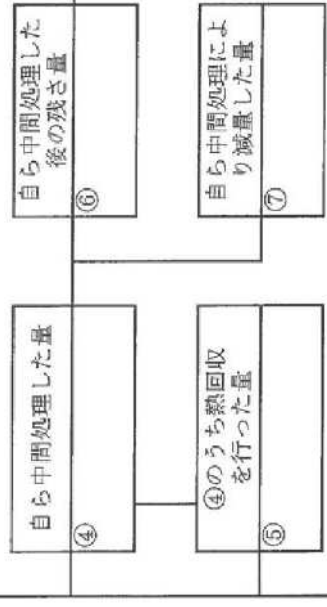 自ら中間処理した量
④
④のうち熱回収
を行った量
⑤
自ら中間処理した
後の残さ量
⑥
自ら中間処理によ
り減量した量
⑦